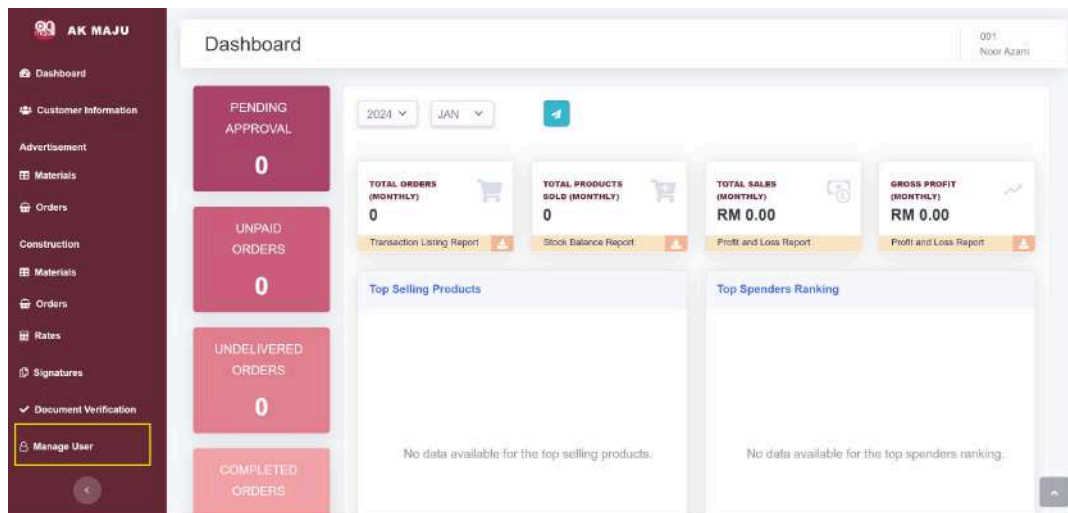 AK MAJU
Dashboard
Customer Information
Advertisement
Materials
Orders
Construction
Materials
Orders
Rates
Signatures
Document Verification
Manage User
Dashboard
001
Noor Azam
PENDING
APPROVAL
0
UNPAID
ORDERS
0
UNDELIVERED
ORDERS
0
COMPLETED
ORDERS
2024
JAN
TOTAL ORDERS
(MONTHLY)
0
Transaction Listing Report
TOTAL PRODUCTS
SOLD (MONTHLY)
0
Stock Balance Report
TOTAL SALES
(MONTHLY)
RM 0.00
Profit and Loss Report
GROSS PROFIT
(MONTHLY)
RM 0.00
Profit and Loss Report
Top Selling Products
No data available for the top selling products.
Top Spenders Ranking
No data available for the top spenders ranking.